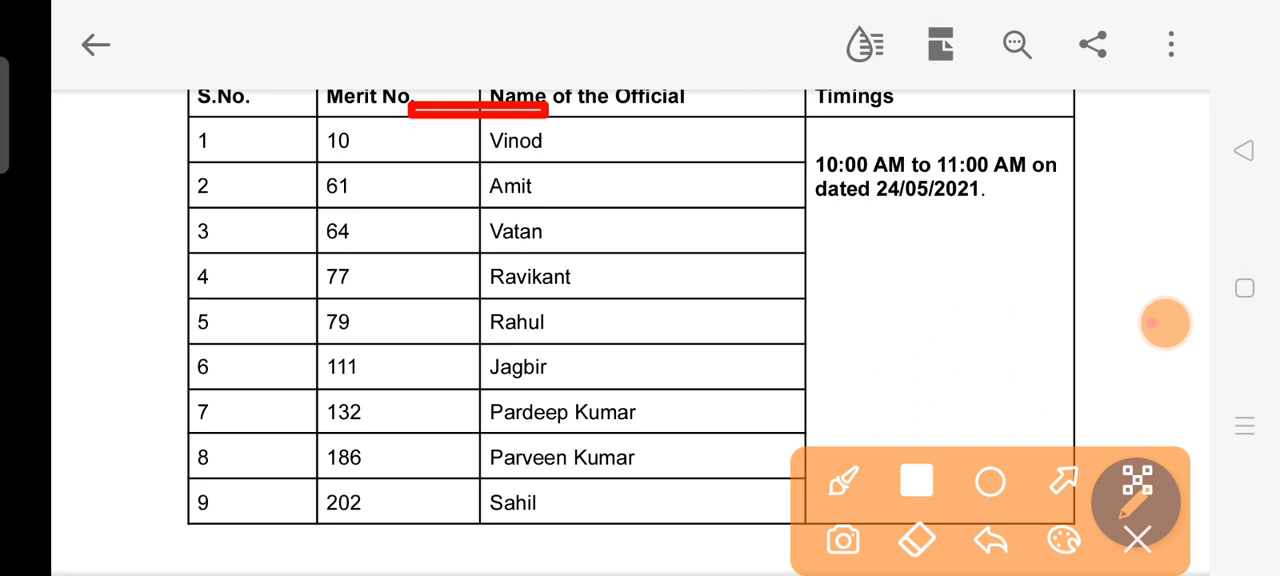 S.No. Merit No. Name of the Official Timings
1 10 Vinod
10:00 AM to 11:00 AM on
dated 24/05/2021.
2 61 Amit
3 64 Vatan
4 77 Ravikant
5 79 Rahul
6 111 Jagbir
7 132 Pardeep Kumar
8 186 Parveen Kumar
9 202 Sahil